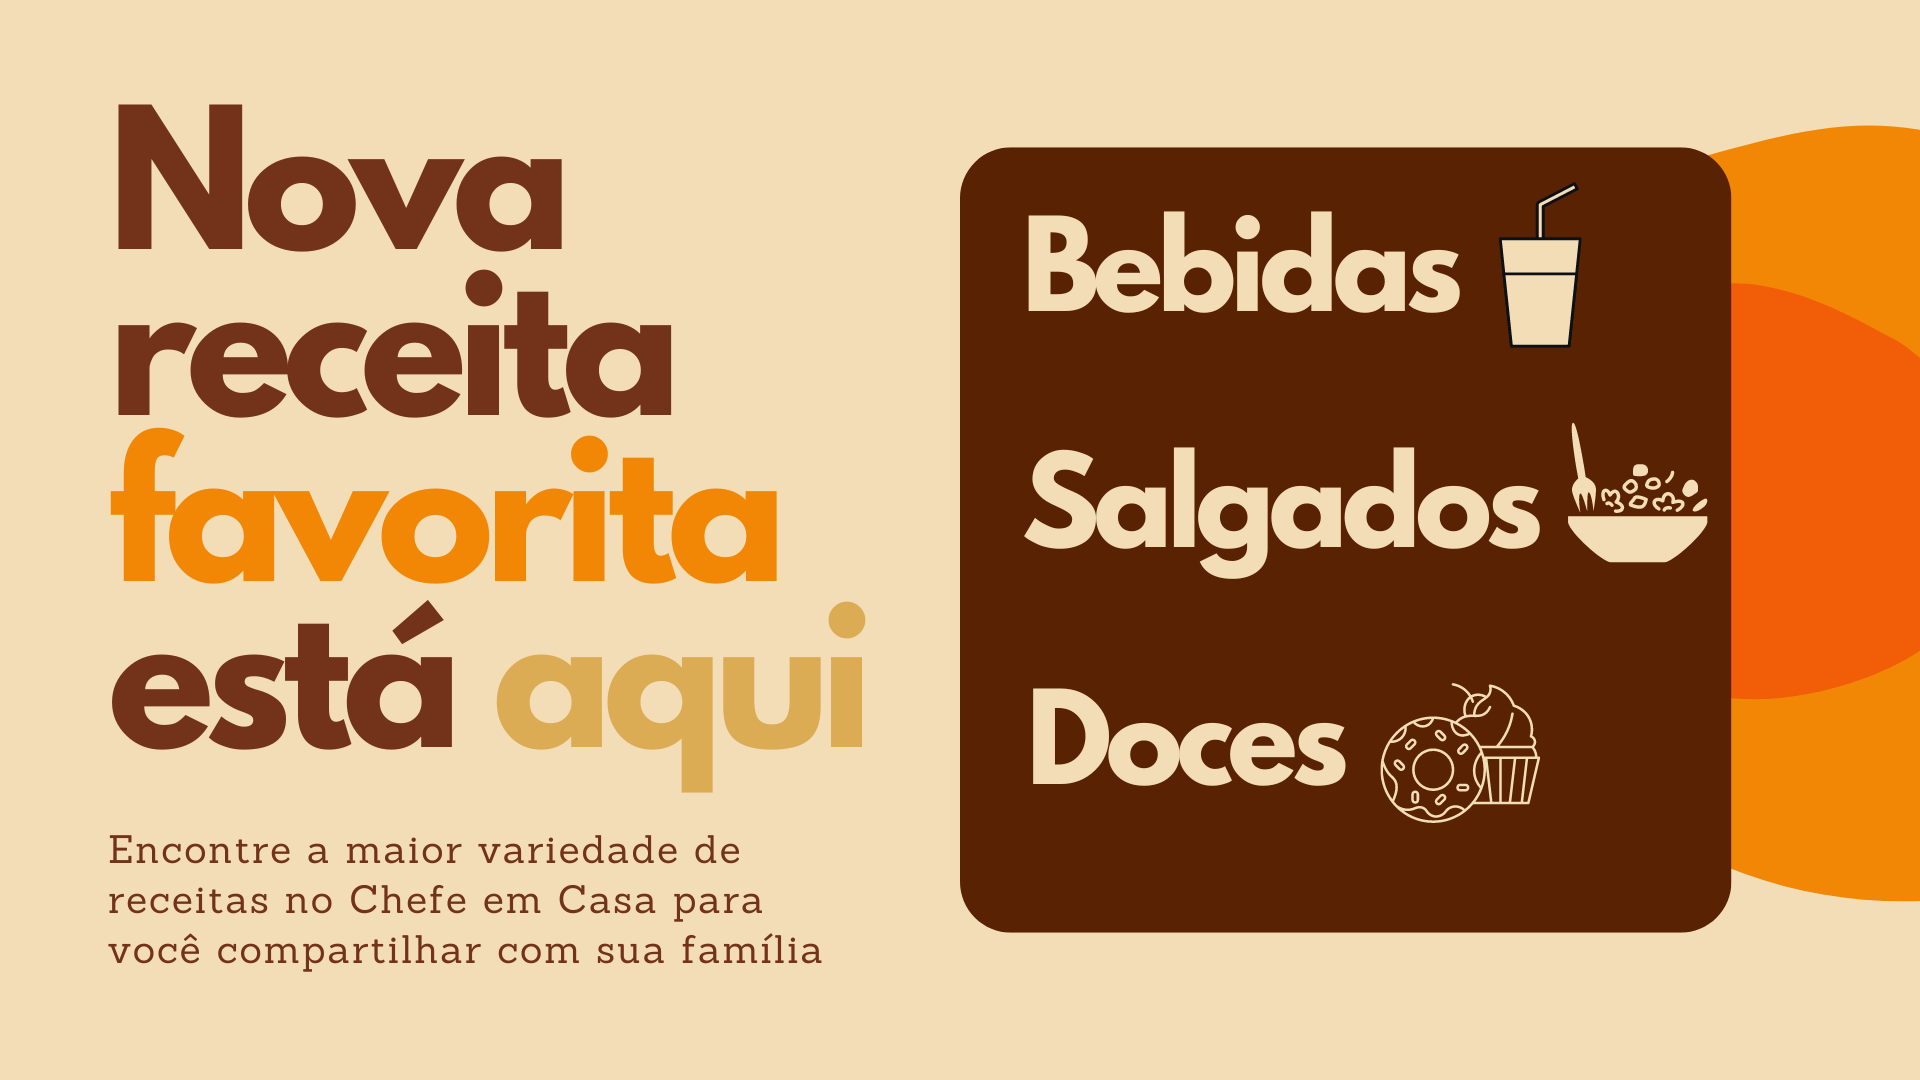 Nova
receita
favorita
está aqui
Encontre a maior variedade de
receitas no Chefe em Casa para
você compartilhar com sua família
Bebidas
Salgados
Doces